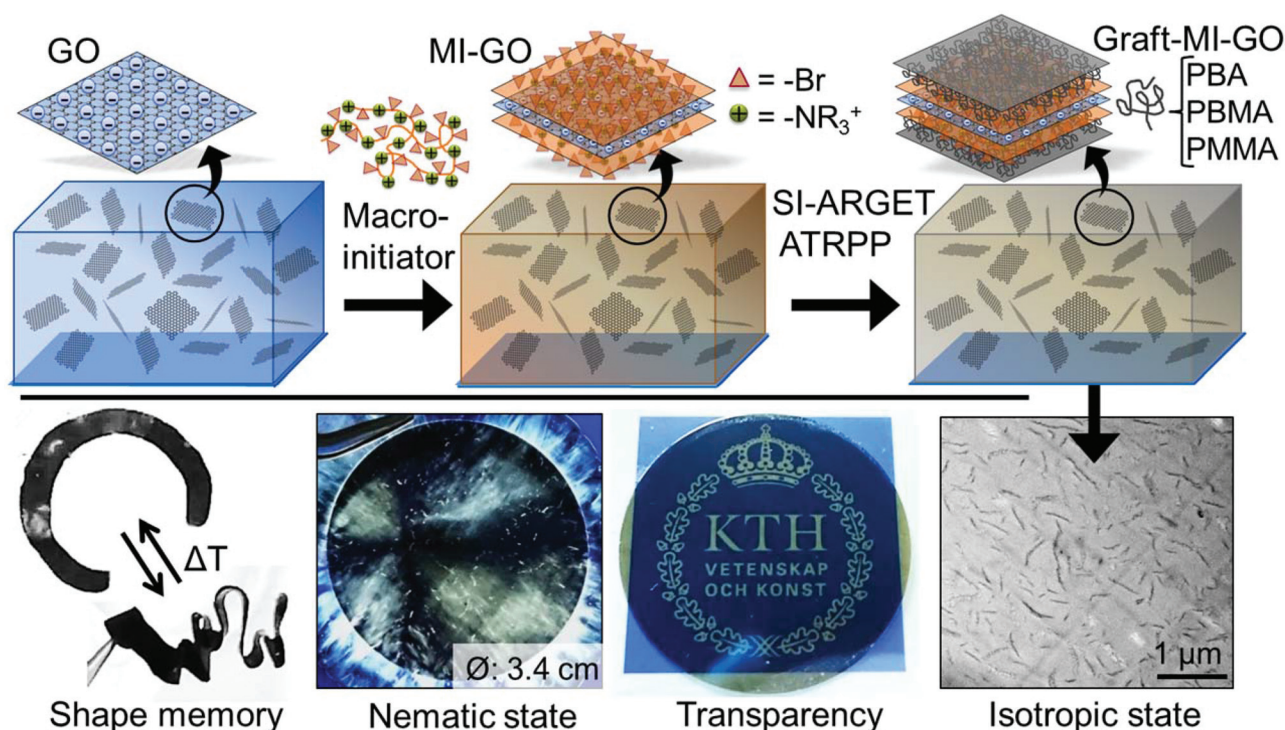 GO
MI-GO
= -Br
= -NR₃⁺
Graft-MI-GO
PBA
PBMA
PMMA
Macro-
initiator
SI-ARGET
ATRPP
ΔT
Ø: 3.4 cm
KTH
VETENSKAP
OCH KONST
1 µm
Shape memory
Nematic state
Transparency
Isotropic state